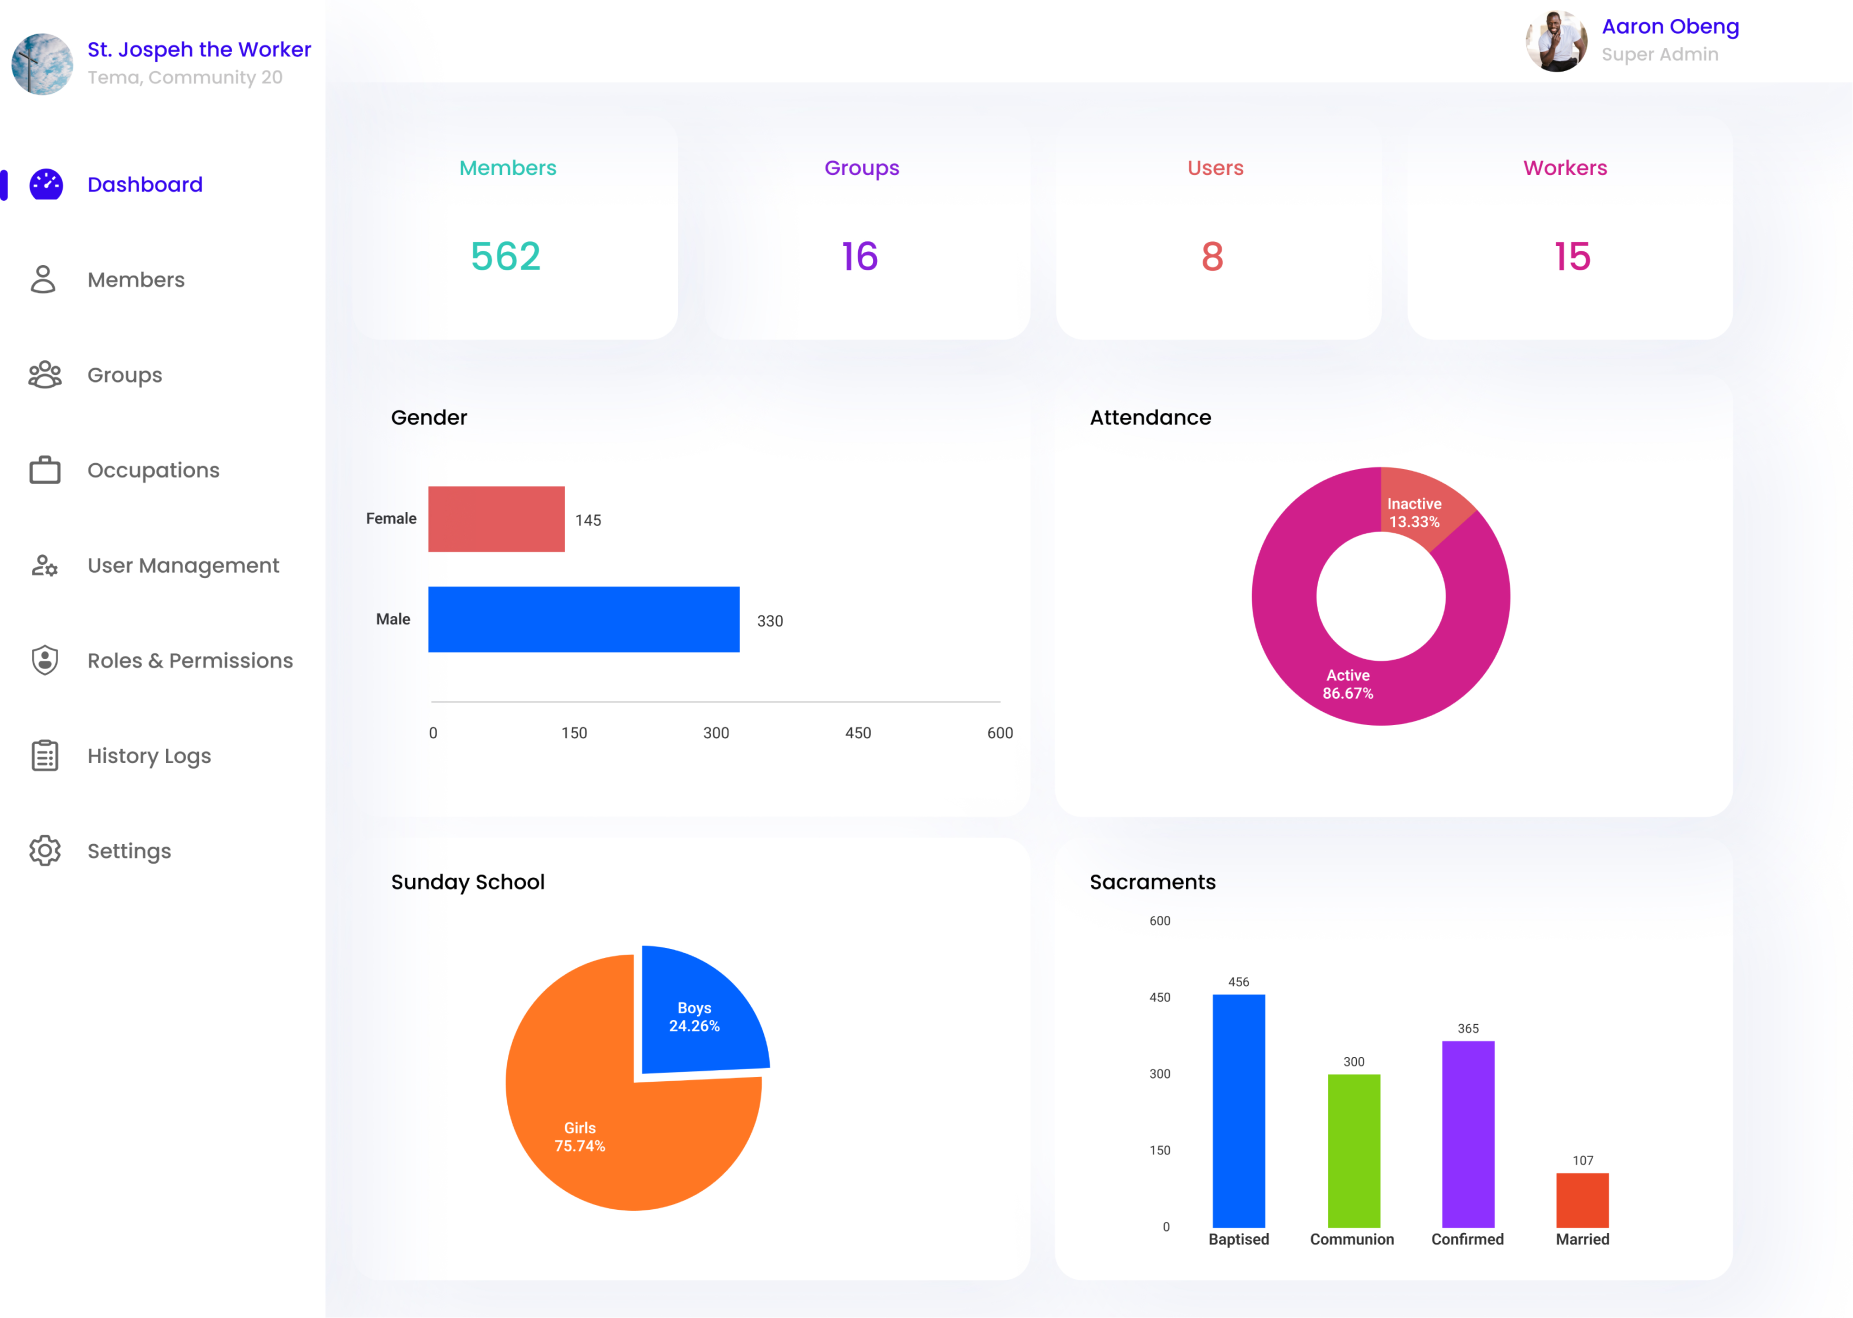 St. Jospeh the Worker
Tema, Community 20
Aaron Obeng
Super Admin
Dashboard
Members
Groups
Occupations
User Management
Roles & Permissions
History Logs
Settings
Members
562
Groups
16
Users
8
Workers
15
Gender
Female
145
Male
330
0 150 300 450 600
Attendance
Inactive
13.33%
Active
86.67%
Sunday School
Boys
24.26%
Girls
75.74%
Sacraments
600
450
300
150
0
456
300
365
107
Baptised Communion Confirmed Married